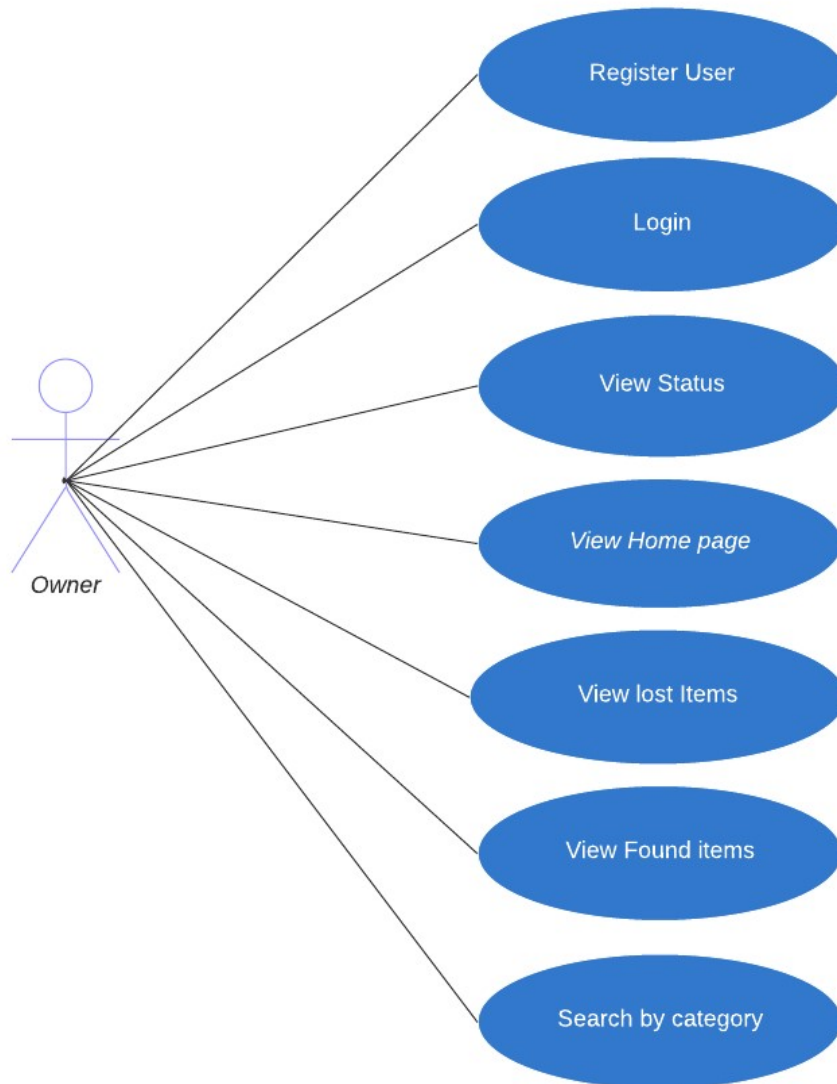 Register User
Login
View Status
View Home page
Owner
View lost Items
View Found items
Search by category